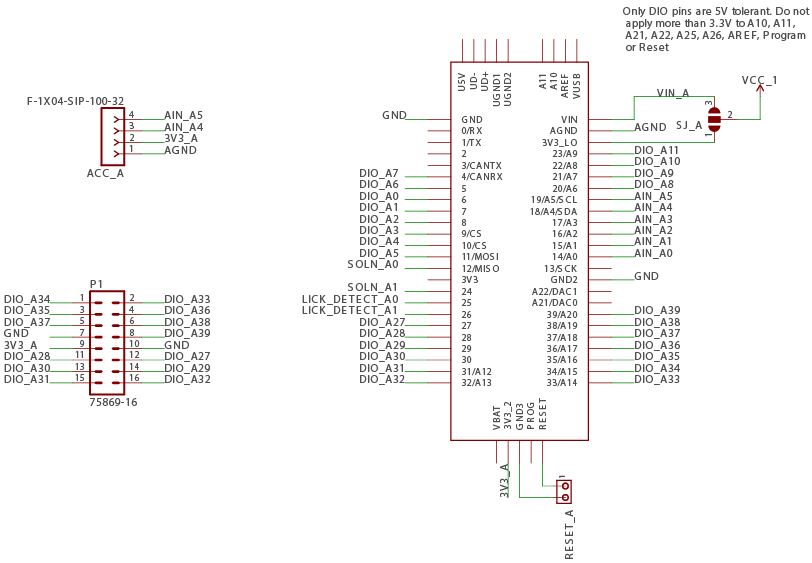 Only DIO pins are 5V tolerant. Do not
apply more than 3.3V to A10, A11,
A21, A22, A25, A26, AREF, Program
or Reset
F-1X04-SIP-100-32
4 AIN_A5
3 AIN_A4
2 3V3_A
1 AGND
ACC_A
P1
DIO_A34 1 2 DIO_A33
DIO_A35 3 4 DIO_A36
DIO_A37 5 6 DIO_A38
GND 7 8 DIO_A39
3V3_A 9 10 GND
DIO_A28 11 12 DIO_A27
DIO_A30 13 14 DIO_A29
DIO_A31 15 16 DIO_A32
75869-16
U5V UD- UD+ UGND1 UGND2 A11 A10 AREF VUSB
GND GND VIN VIN_A
0/RX AGND AGND
1/TX 3V3_LO
2 23/A9 DIO_A11
3/CANTX 22/A8 DIO_A10
DIO_A7 4/CANRX 21/A7 DIO_A9
DIO_A6 5 20/A6 DIO_A8
DIO_A0 6 19/A5/SCL AIN_A5
DIO_A1 7 18/A4/SDA AIN_A4
DIO_A2 8 17/A3 AIN_A3
DIO_A3 9/CS 16/A2 AIN_A2
DIO_A4 10/CS 15/A1 AIN_A1
DIO_A5 11/MOSI 14/A0 AIN_A0
SOLN_A0 12/MISO 13/SCK
3V3 GND2 GND
SOLN_A1 24 A22/DAC1
LICK_DETECT_A0 25 A21/DAC0
LICK_DETECT_A1 26 39/A20 DIO_A39
DIO_A27 27 38/A19 DIO_A38
DIO_A28 28 37/A18 DIO_A37
DIO_A29 29 36/A17 DIO_A36
DIO_A30 30 35/A16 DIO_A35
DIO_A31 31/A12 34/A15 DIO_A34
DIO_A32 32/A13 33/A14 DIO_A33
VBAT 3V3_2 GND3 PROG RESET
VCC_1
3
2
SJ_A
1
3V3_A
1
RESET_A